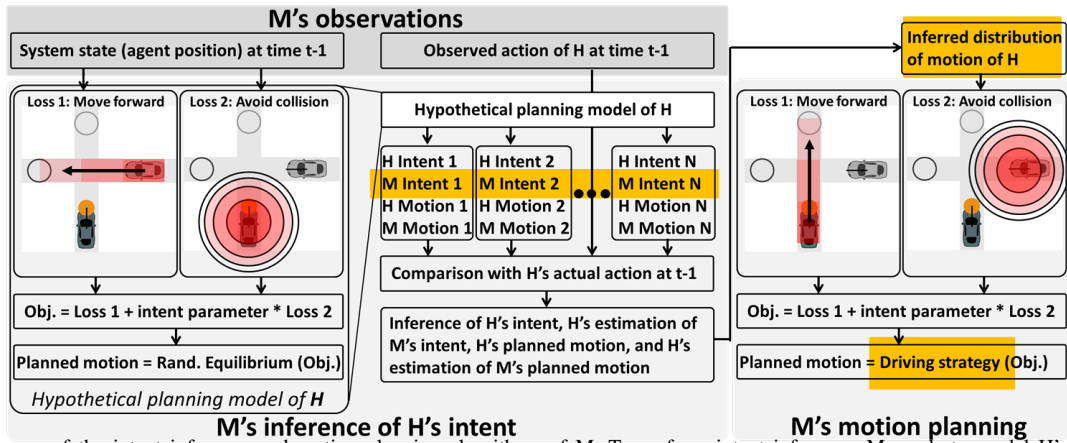 M's observations
System state (agent position) at time t-1
Observed action of H at time t-1
Inferred distribution
of motion of H
Loss 1: Move forward
Loss 2: Avoid collision
Hypothetical planning model of H
H Intent 1
M Intent 1
H Motion 1
M Motion 1
H Intent 2
M Intent 2
H Motion 2
M Motion 2
H Intent N
M Intent N
H Motion N
M Motion N
Comparison with H's actual action at t-1
Inference of H's intent, H's estimation of
M's intent, H's planned motion, and H's
estimation of M's planned motion
Obj. = Loss 1 + intent parameter * Loss 2
Planned motion = Rand. Equilibrium (Obj.)
Hypothetical planning model of H
M's inference of H's intent
Loss 1: Move forward
Loss 2: Avoid collision
Obj. = Loss 1 + intent parameter * Loss 2
Planned motion = Driving strategy (Obj.)
M's motion planning